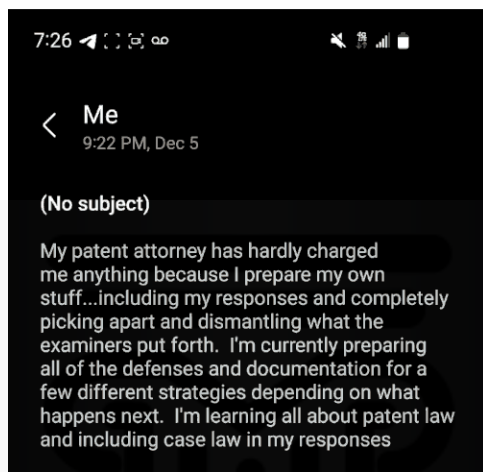 7:26
Me
9:22 PM, Dec 5
(No subject)
My patent attorney has hardly charged
me anything because I prepare my own
stuff...including my responses and completely
picking apart and dismantling what the
examiners put forth.  I'm currently preparing
all of the defenses and documentation for a
few different strategies depending on what
happens next.  I'm learning all about patent law
and including case law in my responses